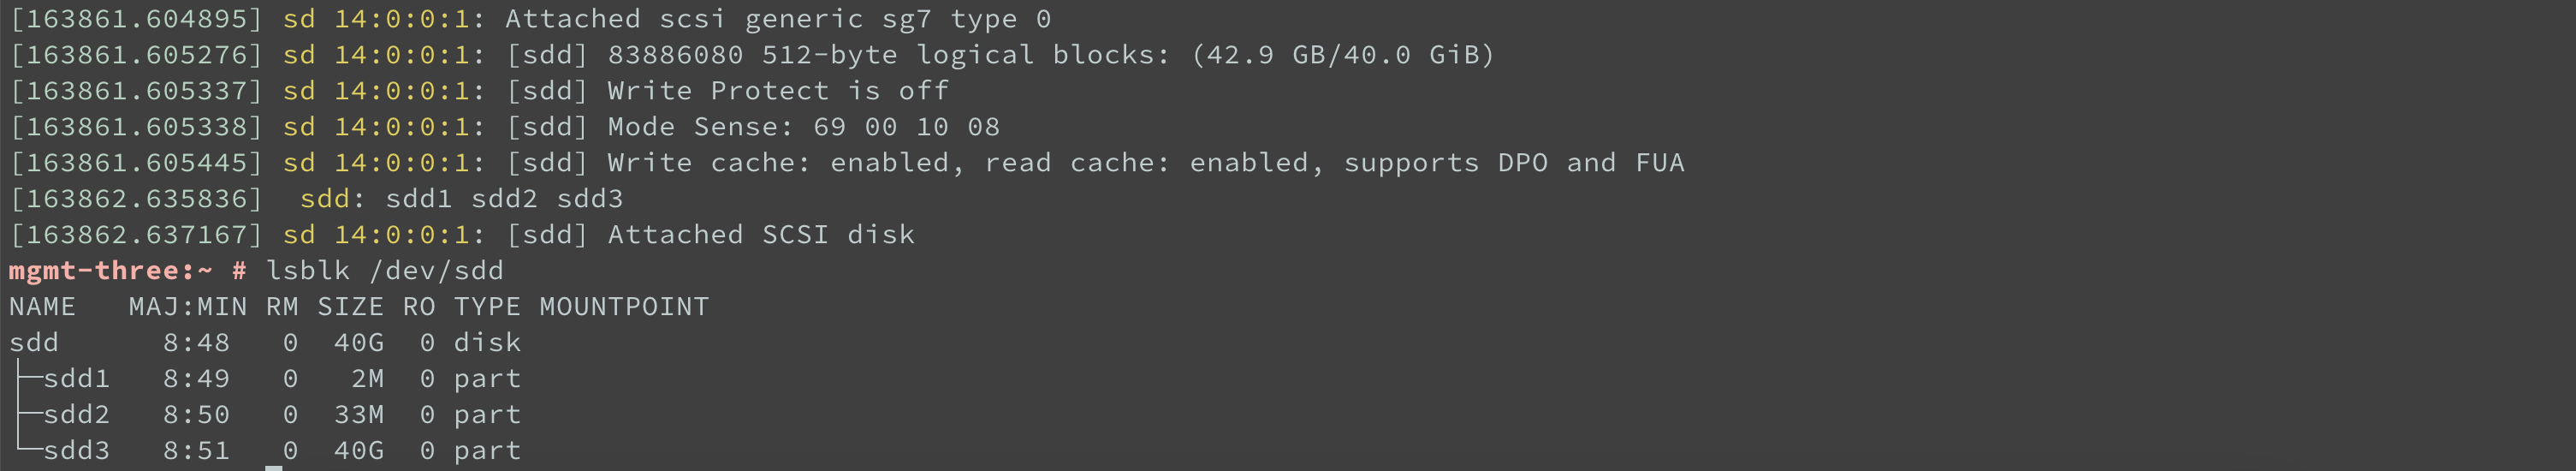 [163861.604895] sd 14:0:0:1: Attached scsi generic sg7 type 0
[163861.605276] sd 14:0:0:1: [sdd] 83886080 512-byte logical blocks: (42.9 GB/40.0 GiB)
[163861.605337] sd 14:0:0:1: [sdd] Write Protect is off
[163861.605338] sd 14:0:0:1: [sdd] Mode Sense: 69 00 10 08
[163861.605445] sd 14:0:0:1: [sdd] Write cache: enabled, read cache: enabled, supports DPO and FUA
[163862.635836]  sdd: sdd1 sdd2 sdd3
[163862.637167] sd 14:0:0:1: [sdd] Attached SCSI disk
mgmt-three:~ # lsblk /dev/sdd
NAME   MAJ:MIN RM SIZE RO TYPE MOUNTPOINT
sdd      8:48   0  40G  0 disk
├─sdd1   8:49   0   2M  0 part
├─sdd2   8:50   0  33M  0 part
└─sdd3   8:51   0  40G  0 part